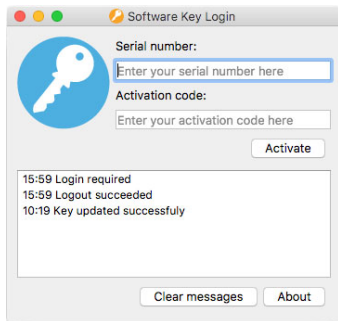 Software Key Login
Serial number:
Enter your serial number here
Activation code:
Enter your activation code here
Activate
15:59 Login required
15:59 Logout succeeded
10:19 Key updated successfuly
Clear messages
About